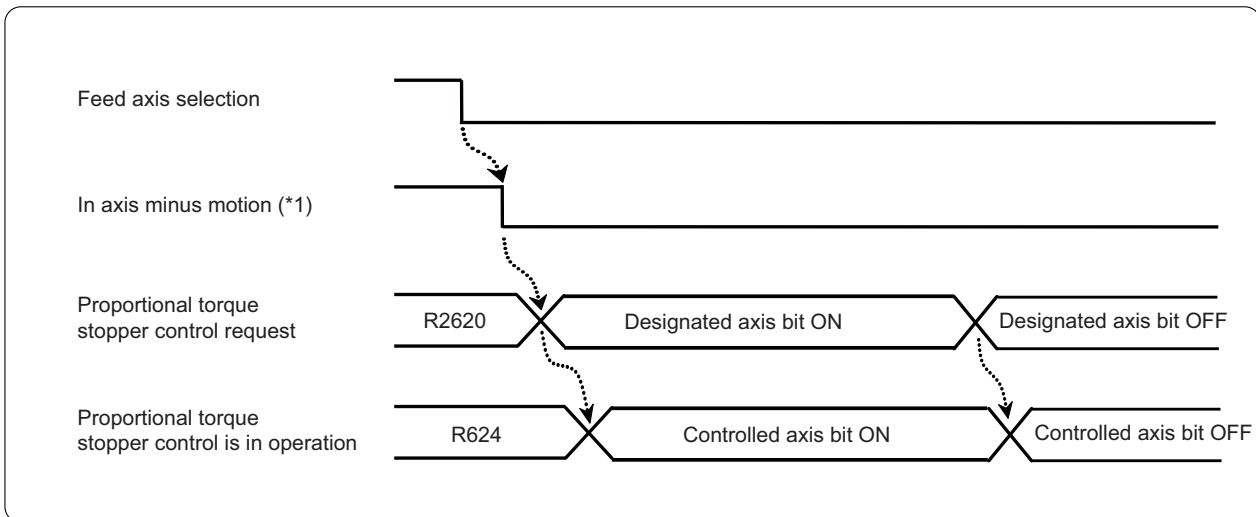 Feed axis selection
In axis minus motion (*1)
Proportional torque
stopper control request
R2620
Designated axis bit ON
Designated axis bit OFF
Proportional torque
stopper control is in operation
R624
Controlled axis bit ON
Controlled axis bit OFF